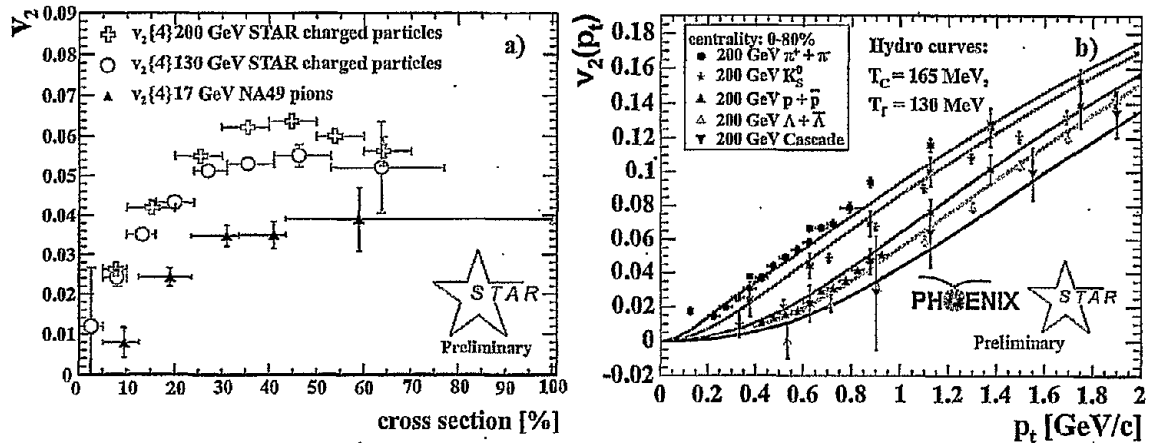 V₂
0.09
0.08
0.07
0.06
0.05
0.04
0.03
0.02
0.01
0
a)
v₂{4}200 GeV STAR charged particles
v₂{4}130 GeV STAR charged particles
v₂{4}17 GeV NA49 pions
STAR
Preliminary
0 10 20 30 40 50 60 70 80 90 100
cross section [%]
v₂(pₜ)
0.2
0.18
0.16
0.14
0.12
0.1
0.08
0.06
0.04
0.02
0
-0.02
centrality: 0-80%
200 GeV π⁺ + π⁻
200 GeV K⁰S
200 GeV p + p̄
200 GeV Λ + Λ̄
200 GeV Cascade
Hydro curves:
T_C = 165 MeV,
T_f = 130 MeV
b)
PHENIX
STAR
Preliminary
0 0.2 0.4 0.6 0.8 1 1.2 1.4 1.6 1.8 2
pₜ [GeV/c]